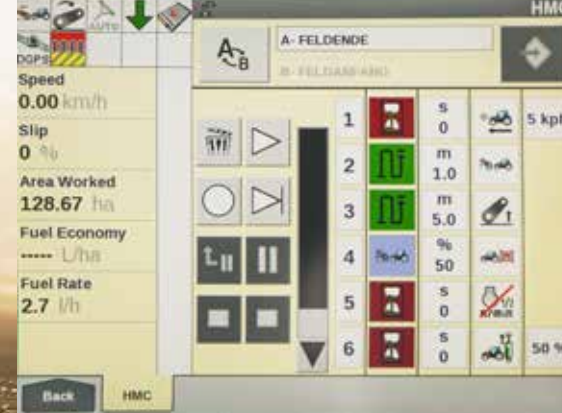 HMC
AUTO
DGPS
A- FELDENDE
B- FELDANFANG
A
B
Speed
0.00 km/h
Slip
0 %
Area Worked
128.67 ha
Fuel Economy
----- L/ha
Fuel Rate
2.7 l/h
1 s 0 5 kpl
2 m 1.0
3 m 5.0
4 % 50
5 s 0
6 s 0 50 %
Back
HMC